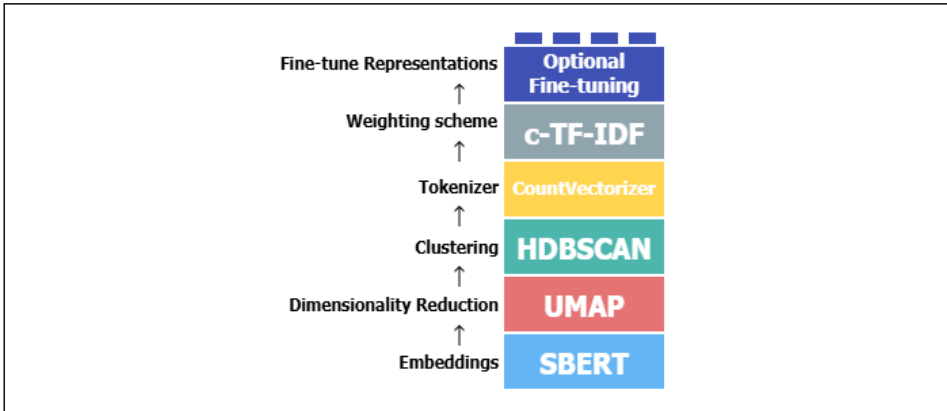 Fine-tune Representations
Optional
Fine-tuning
↑
Weighting scheme
c-TF-IDF
↑
Tokenizer
CountVectorizer
↑
Clustering
HDBSCAN
↑
Dimensionality Reduction
UMAP
↑
Embeddings
SBERT